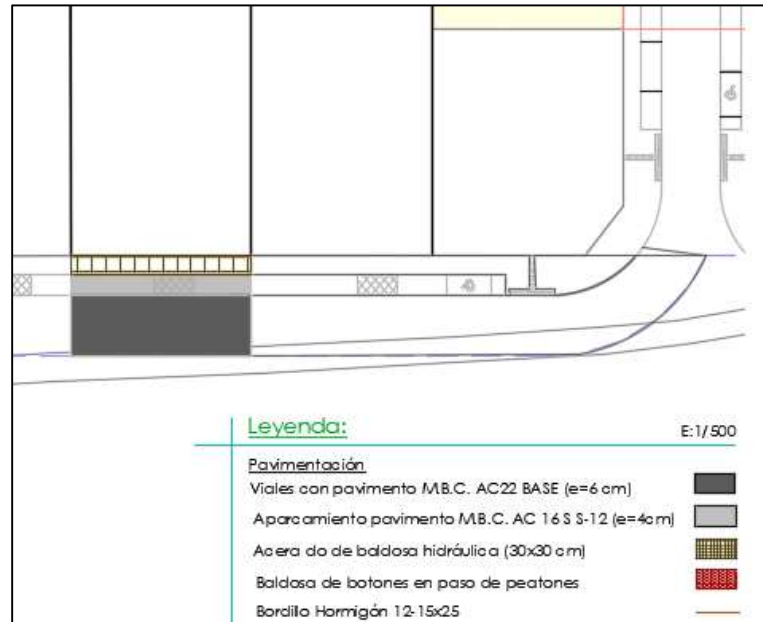 Leyenda:
E:1/500
Pavimentación
Viales con pavimento M.B.C. AC22 BASE (e=6 cm)
Aparcamiento pavimento M.B.C. AC 16 S S-12 (e=4cm)
Acerado de baldosa hidráulica (30x30 cm)
Baldosa de botones en paso de peatones
Bordillo Hormigón 12-15x25